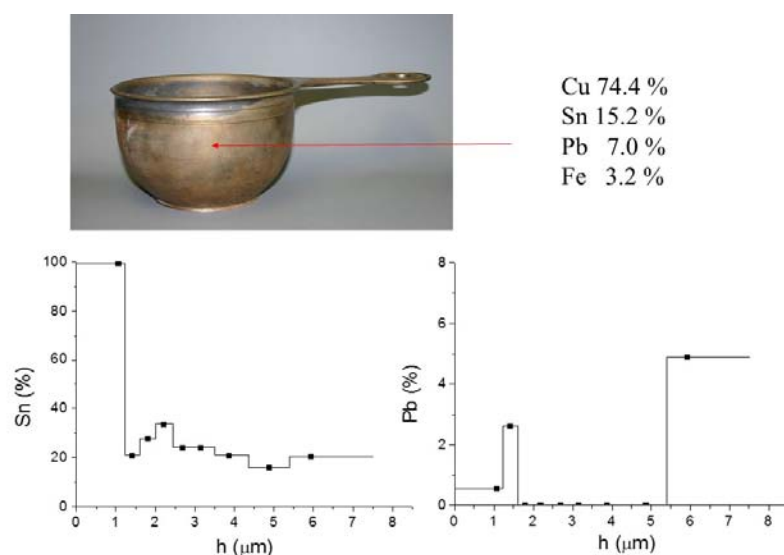 Cu 74.4 %
Sn 15.2 %
Pb 7.0 %
Fe 3.2 %
100
80
60
40
20
0
Sn (%)
0 1 2 3 4 5 6 7 8
h (μm)
8
6
4
2
0
Pb (%)
0 1 2 3 4 5 6 7 8
h (μm)